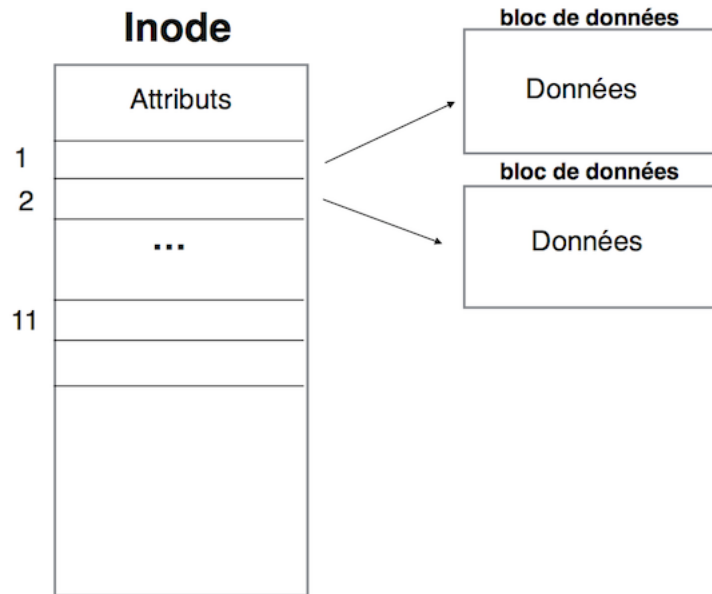 Inode
Attributs
1
2
...
11
bloc de données
Données
bloc de données
Données